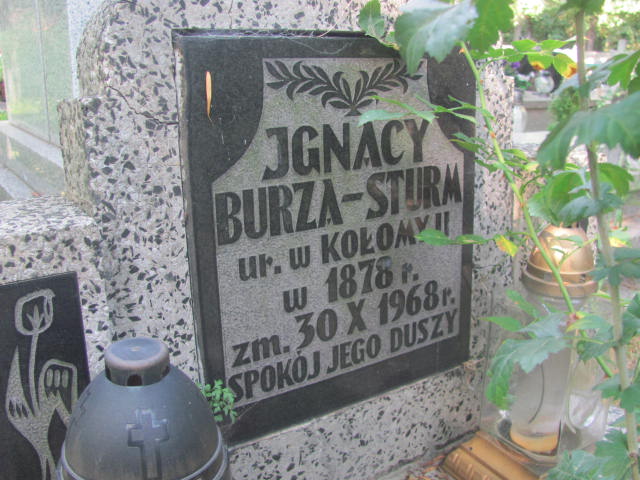 JGNACY
BURZA-STURM
ur. w KOŁOMYJI
w 1878 r.
zm. 30 X 1968 r.
SPOKÓJ JEGO DUSZY